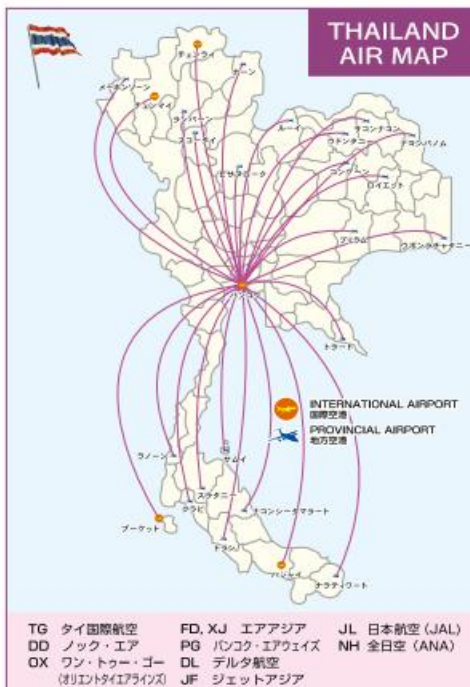 THAILAND
AIR MAP
チェンライ
ナーン
メーホンソーン
チェンマイ
ランパーン
スコータイ
ルーイ
サコンナコン
ウドンタニー
ナコンパノム
ピサヌローク
コンケーン
ロイエット
ブリラム
ウボンラチャタニー
バンコク
トラート
INTERNATIONAL AIRPORT
国際空港
PROVINCIAL AIRPORT
地方空港
ラノーン
サムイ
スラタニー
クラビ
ナコンシータマラート
プーケット
トラン
ハジャイ
ナラティワート
TG タイ国際航空
FD, XJ エアアジア
JL 日本航空 (JAL)
DD ノック・エア
PG バンコク・エアウェイズ
NH 全日空 (ANA)
OX ワン・トゥー・ゴー
(オリエントタイエアラインズ)
DL デルタ航空
JF ジェットアジア